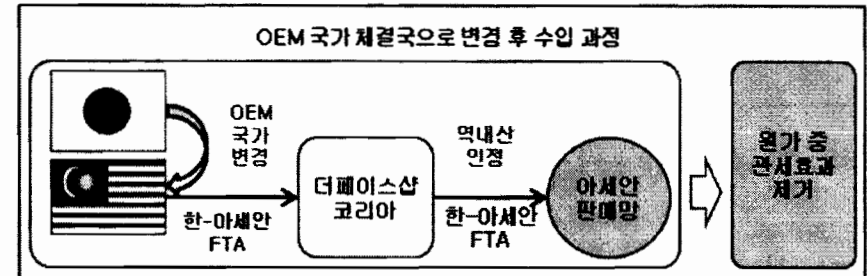 OEM 국가 체결국으로 변경 후 수입 과정
OEM
국가
변경
한-아세안
FTA
더페이스샵
코리아
역내산
인정
한-아세안
FTA
아세안
판매망
원가 중
관세효과
제거